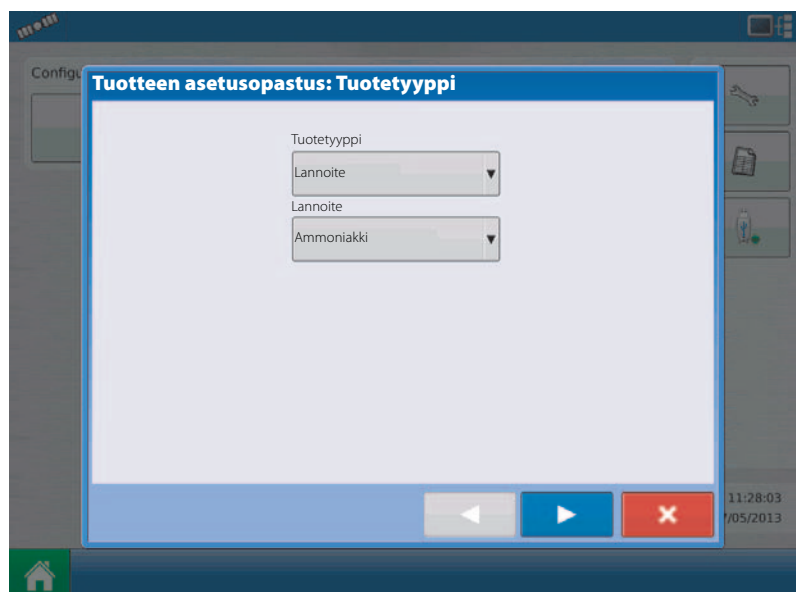 Configu
Tuotteen asetusopastus: Tuotetyyppi
Tuotetyyppi
Lannoite
Lannoite
Ammoniakki
11:28:03
/05/2013